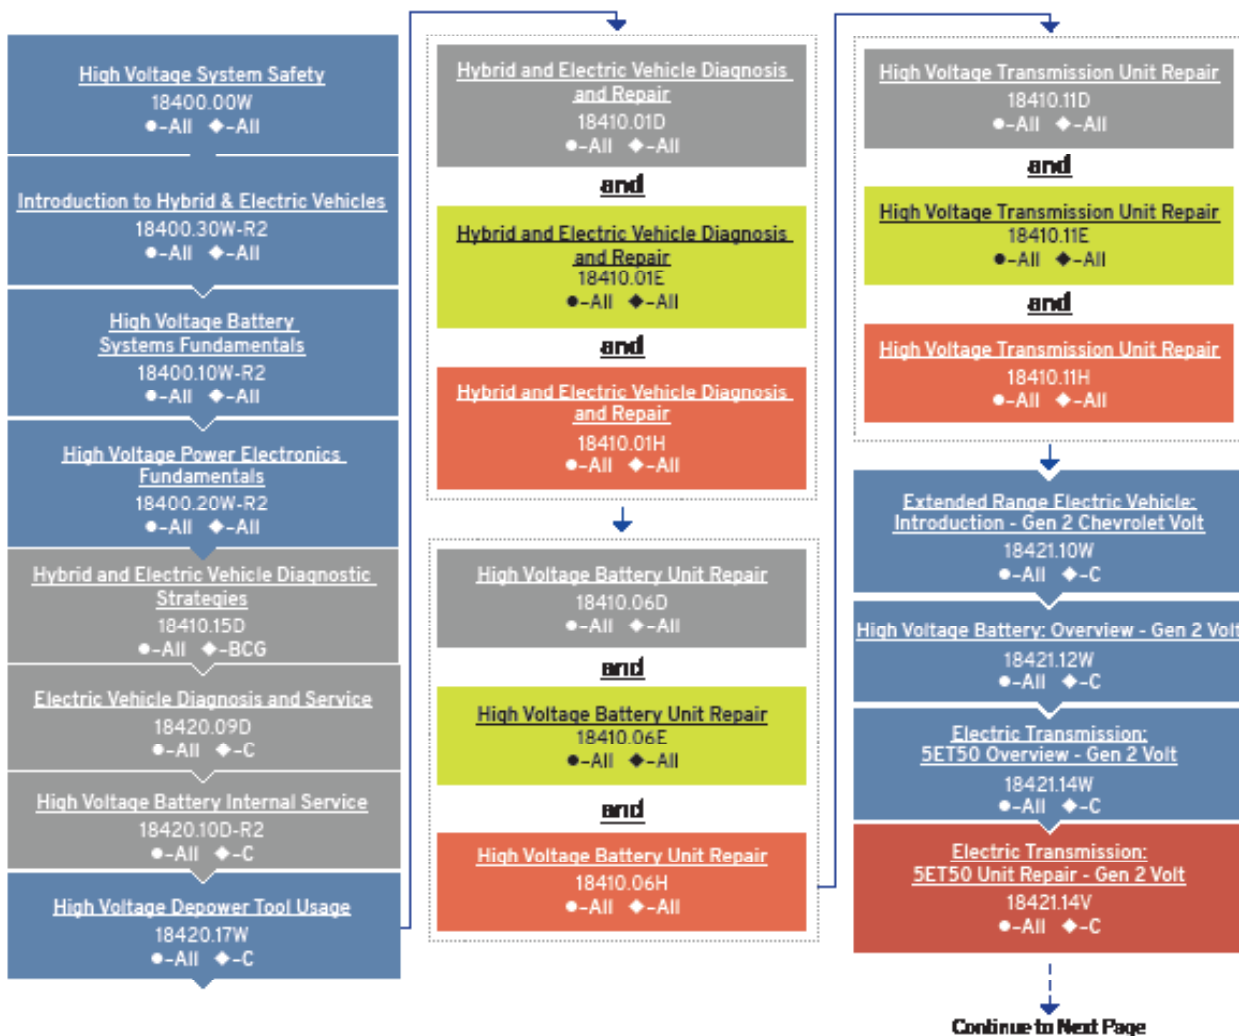 High Voltage System Safety
18400.00W
●-All ◆-All
Introduction to Hybrid & Electric Vehicles
18400.30W-R2
●-All ◆-All
High Voltage Battery
Systems Fundamentals
18400.10W-R2
●-All ◆-All
High Voltage Power Electronics
Fundamentals
18400.20W-R2
●-All ◆-All
Hybrid and Electric Vehicle Diagnostic
Strategies
18410.15D
●-All ◆-BCG
Electric Vehicle Diagnosis and Service
18420.09D
●-All ◆-C
High Voltage Battery Internal Service
18420.10D-R2
●-All ◆-C
High Voltage Depower Tool Usage
18420.17W
●-All ◆-C
Hybrid and Electric Vehicle Diagnosis
and Repair
18410.01D
●-All ◆-All
and
Hybrid and Electric Vehicle Diagnosis
and Repair
18410.01E
●-All ◆-All
and
Hybrid and Electric Vehicle Diagnosis
and Repair
18410.01H
●-All ◆-All
High Voltage Battery Unit Repair
18410.06D
●-All ◆-All
and
High Voltage Battery Unit Repair
18410.06E
●-All ◆-All
and
High Voltage Battery Unit Repair
18410.06H
●-All ◆-All
High Voltage Transmission Unit Repair
18410.11D
●-All ◆-All
and
High Voltage Transmission Unit Repair
18410.11E
●-All ◆-All
and
High Voltage Transmission Unit Repair
18410.11H
●-All ◆-All
Extended Range Electric Vehicle:
Introduction - Gen 2 Chevrolet Volt
18421.10W
●-All ◆-C
High Voltage Battery: Overview - Gen 2 Volt
18421.12W
●-All ◆-C
Electric Transmission:
5ET50 Overview - Gen 2 Volt
18421.14W
●-All ◆-C
Electric Transmission:
5ET50 Unit Repair - Gen 2 Volt
18421.14V
●-All ◆-C
Continue to Next Page